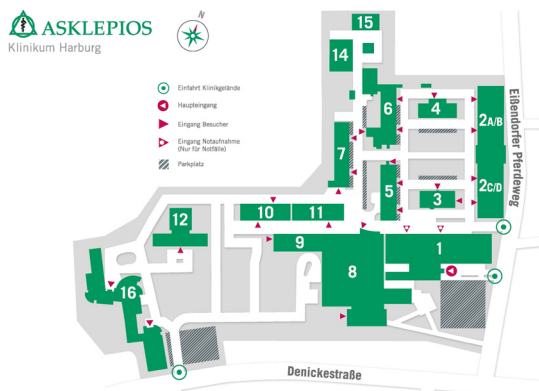 ASKLEPIOS
Klinikum Harburg
N
Einfahrt Klinikgelände
Haupteingang
Eingang Besucher
Eingang Notaufnahme
(Nur für Notfälle)
Parkplatz
15
14
6
4
2A/B
Eißendorfer Pferdeweg
7
2C/D
5
3
12
10
11
9
1
8
16
Denickestraße